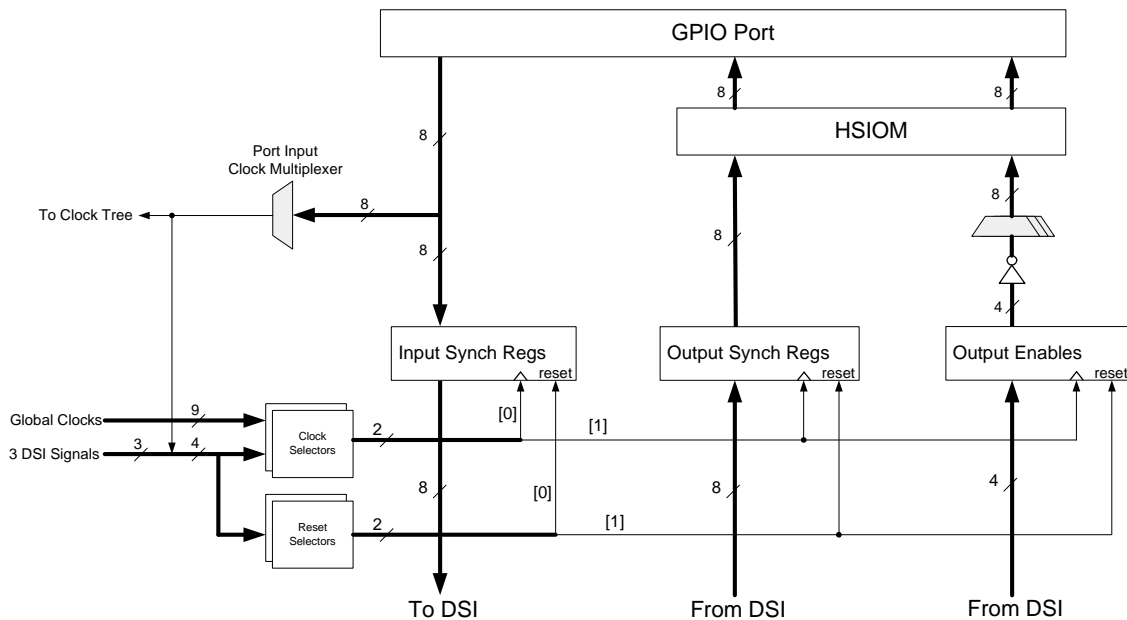 GPIO Port
8
8
HSIOM
8
Port Input
Clock Multiplexer
8
To Clock Tree
8
8
8
4
Input Synch Regs
reset
Output Synch Regs
reset
Output Enables
reset
Global Clocks
9
[0]
3 DSI Signals
3
4
Clock
Selectors
2
[1]
8
[0]
8
4
Reset
Selectors
2
[1]
To DSI
From DSI
From DSI
8